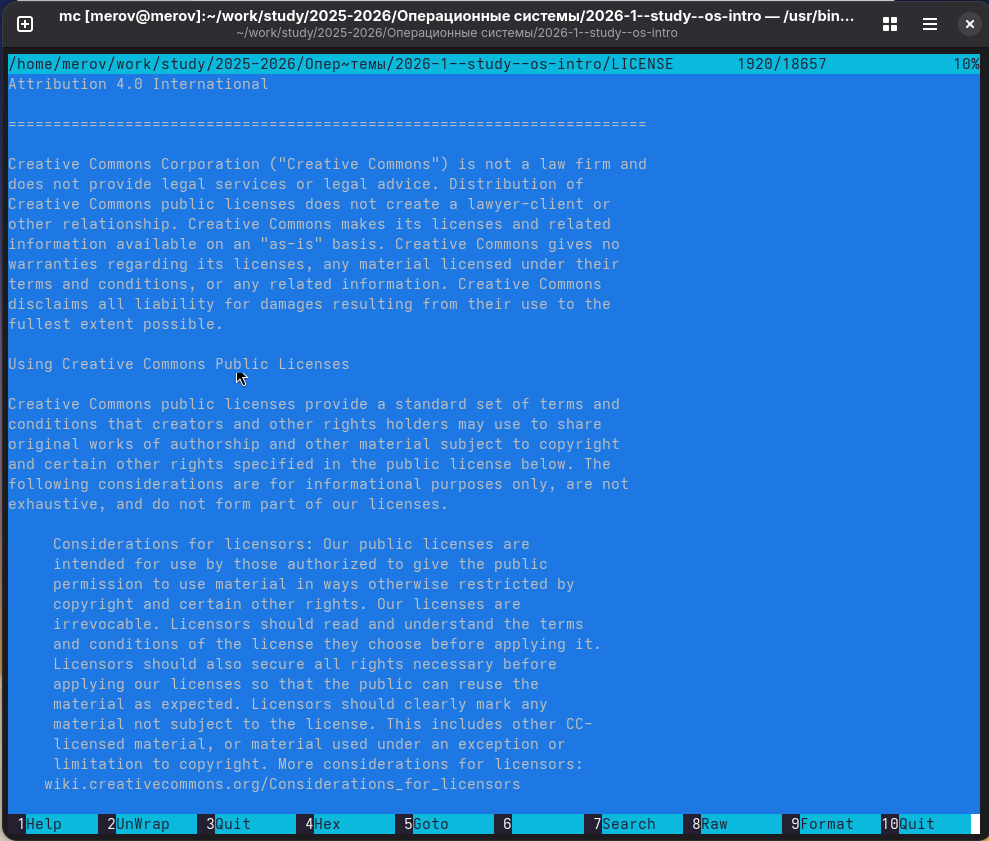 mc [merov@merov]:~/work/study/2025-2026/Операционные системы/2026-1--study--os-intro — /usr/bin...
~/work/study/2025-2026/Операционные системы/2026-1--study--os-intro
/home/merov/work/study/2025-2026/Опер~темы/2026-1--study--os-intro/LICENSE 1920/18657 10%
Attribution 4.0 International
=======================================================================
Creative Commons Corporation ("Creative Commons") is not a law firm and
does not provide legal services or legal advice. Distribution of
Creative Commons public licenses does not create a lawyer-client or
other relationship. Creative Commons makes its licenses and related
information available on an "as-is" basis. Creative Commons gives no
warranties regarding its licenses, any material licensed under their
terms and conditions, or any related information. Creative Commons
disclaims all liability for damages resulting from their use to the
fullest extent possible.
Using Creative Commons Public Licenses
Creative Commons public licenses provide a standard set of terms and
conditions that creators and other rights holders may use to share
original works of authorship and other material subject to copyright
and certain other rights specified in the public license below. The
following considerations are for informational purposes only, are not
exhaustive, and do not form part of our licenses.
Considerations for licensors: Our public licenses are
intended for use by those authorized to give the public
permission to use material in ways otherwise restricted by
copyright and certain other rights. Our licenses are
irrevocable. Licensors should read and understand the terms
and conditions of the license they choose before applying it.
Licensors should also secure all rights necessary before
applying our licenses so that the public can reuse the
material as expected. Licensors should clearly mark any
material not subject to the license. This includes other CC-
licensed material, or material used under an exception or
limitation to copyright. More considerations for licensors:
wiki.creativecommons.org/Considerations_for_licensors
1Help 2UnWrap 3Quit 4Hex 5Goto 6 7Search 8Raw 9Format 10Quit